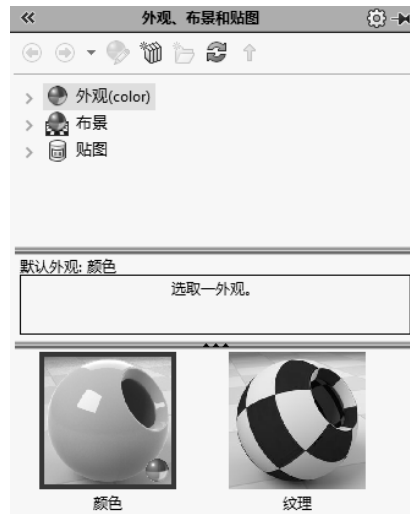 外观、布景和贴图
外观(color)
布景
贴图
默认外观: 颜色
选取一外观。
颜色 纹理